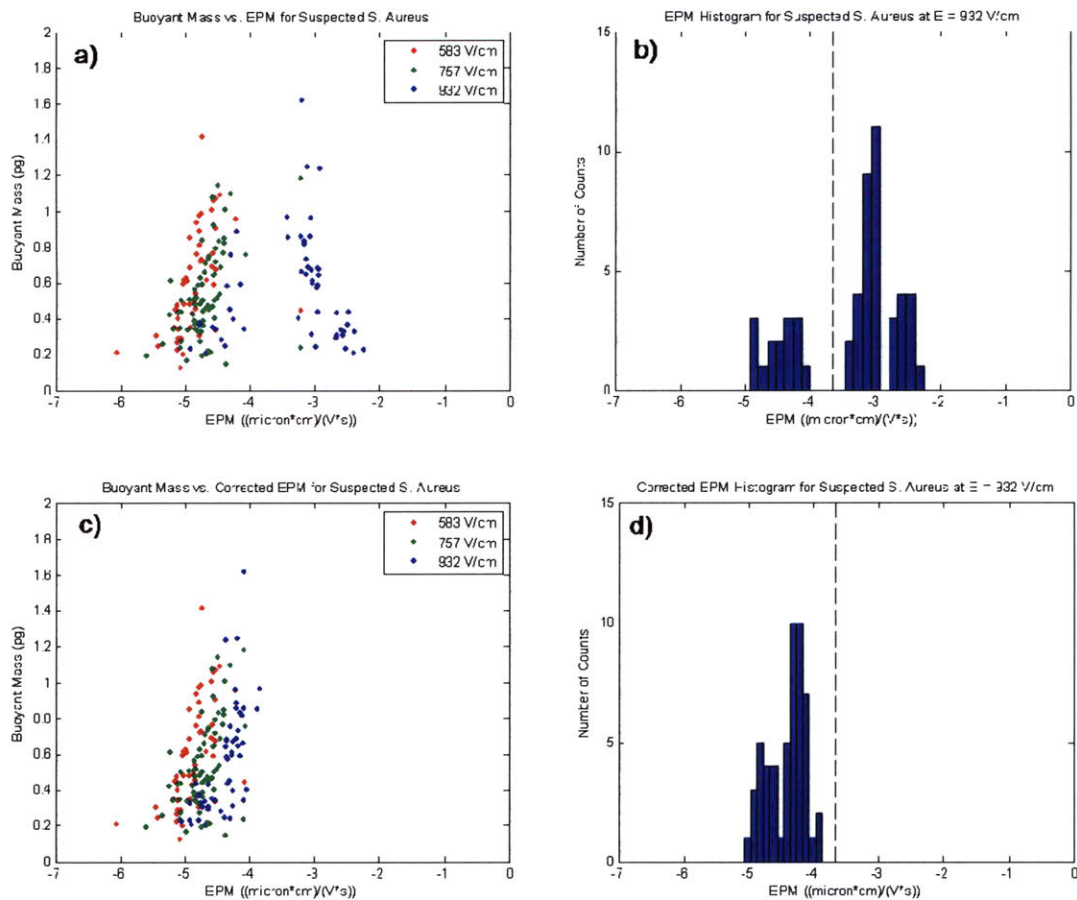 Buoyant Mass vs. EPM for Suspected S. Aureus
a)
583 V/cm
757 V/cm
932 V/cm
Buoyant Mass (pg)
2
1.8
1.6
1.4
1.2
1
0.8
0.6
0.4
0.2
0
-7 -6 -5 -4 -3 -2 -1 0
EPM ((micron*cm)/(V*s))
EPM Histogram for Suspected S. Aureus at E = 932 V/cm
b)
Number of Counts
15
10
5
0
-7 -6 -5 -4 -3 -2 -1 0
EPM ((micron*cm)/(V*s))
Buoyant Mass vs. Corrected EPM for Suspected S. Aureus
c)
583 V/cm
757 V/cm
932 V/cm
Buoyant Mass (pg)
2
1.8
1.6
1.4
1.2
1
0.8
0.6
0.4
0.2
0
-7 -6 -5 -4 -3 -2 -1 0
EPM ((micron*cm)/(V*s))
Corrected EPM Histogram for Suspected S. Aureus at E = 932 V/cm
d)
Number of Counts
15
10
5
0
-7 -6 -5 -4 -3 -2 -1 0
EPM ((micron*cm)/(V*s))